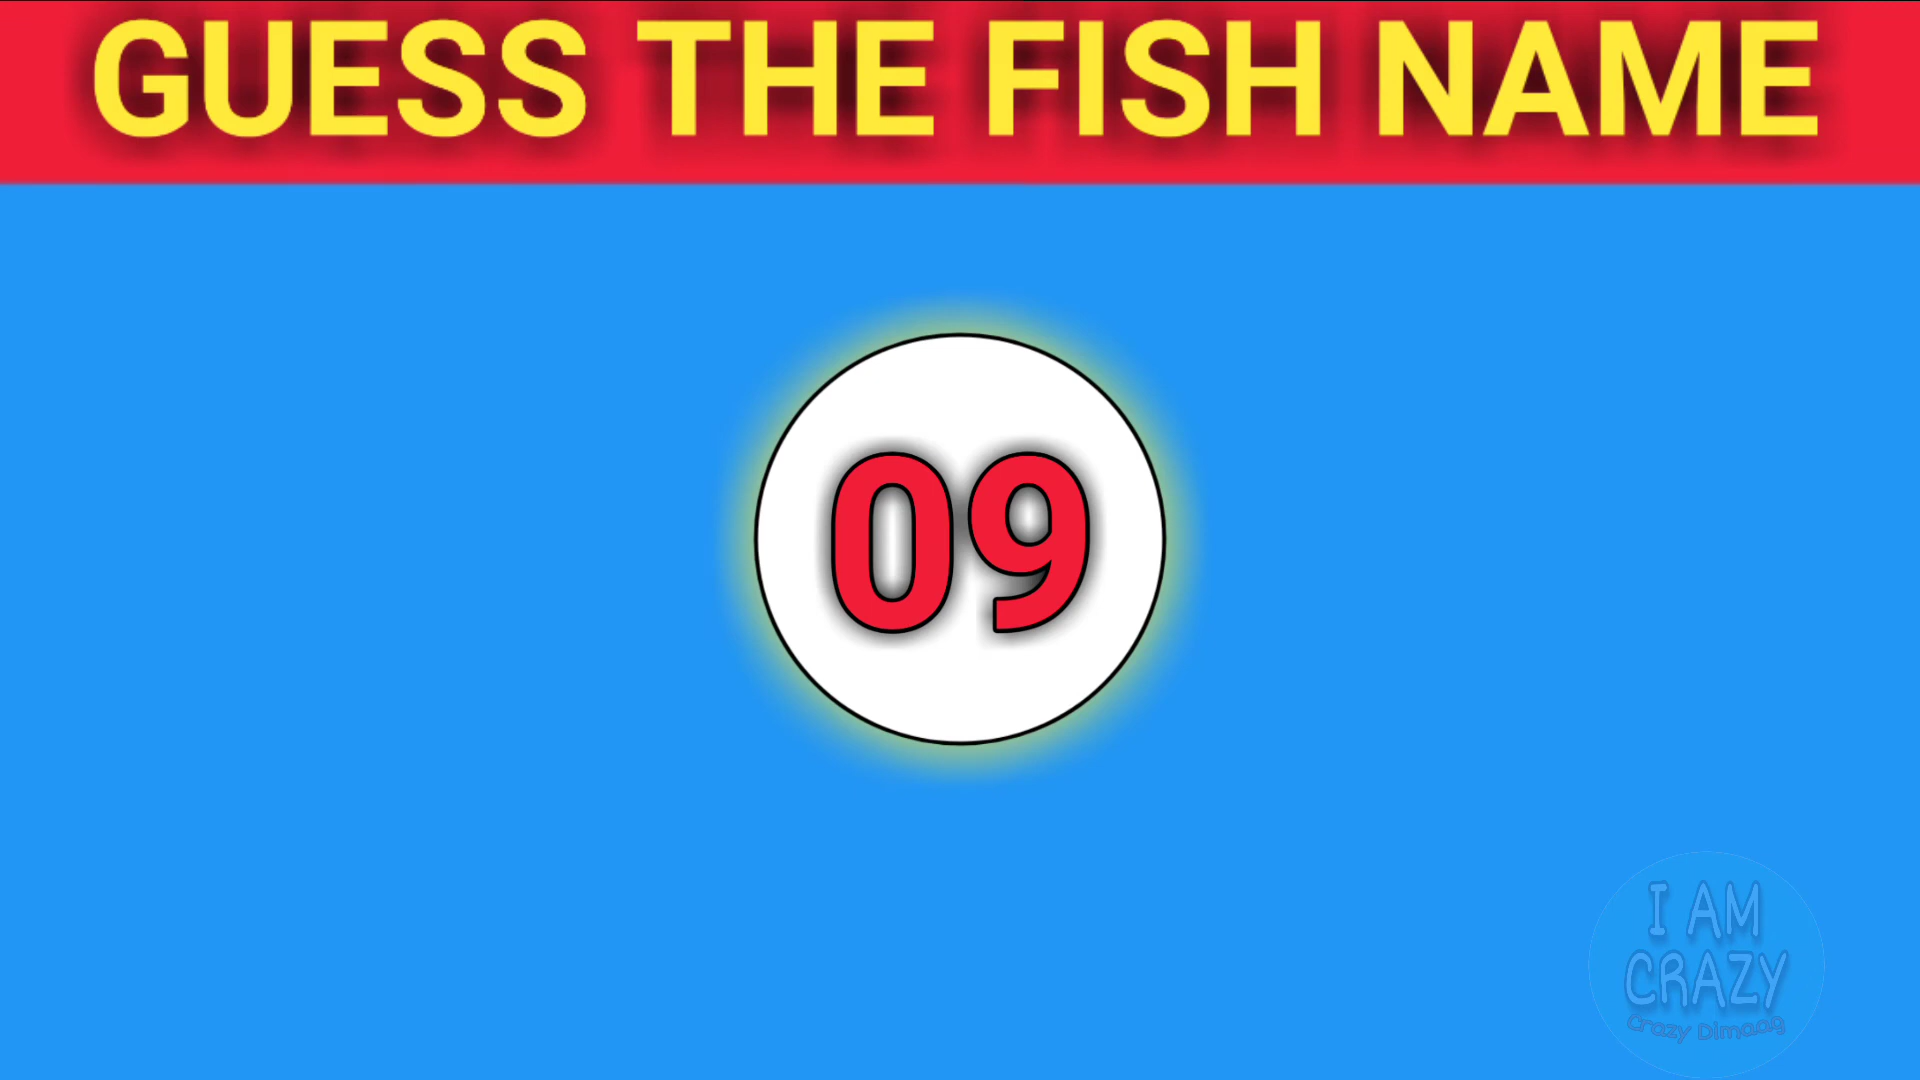 GUESS THE FISH NAME
09
I AM
CRAZY
Crazy Dimaag